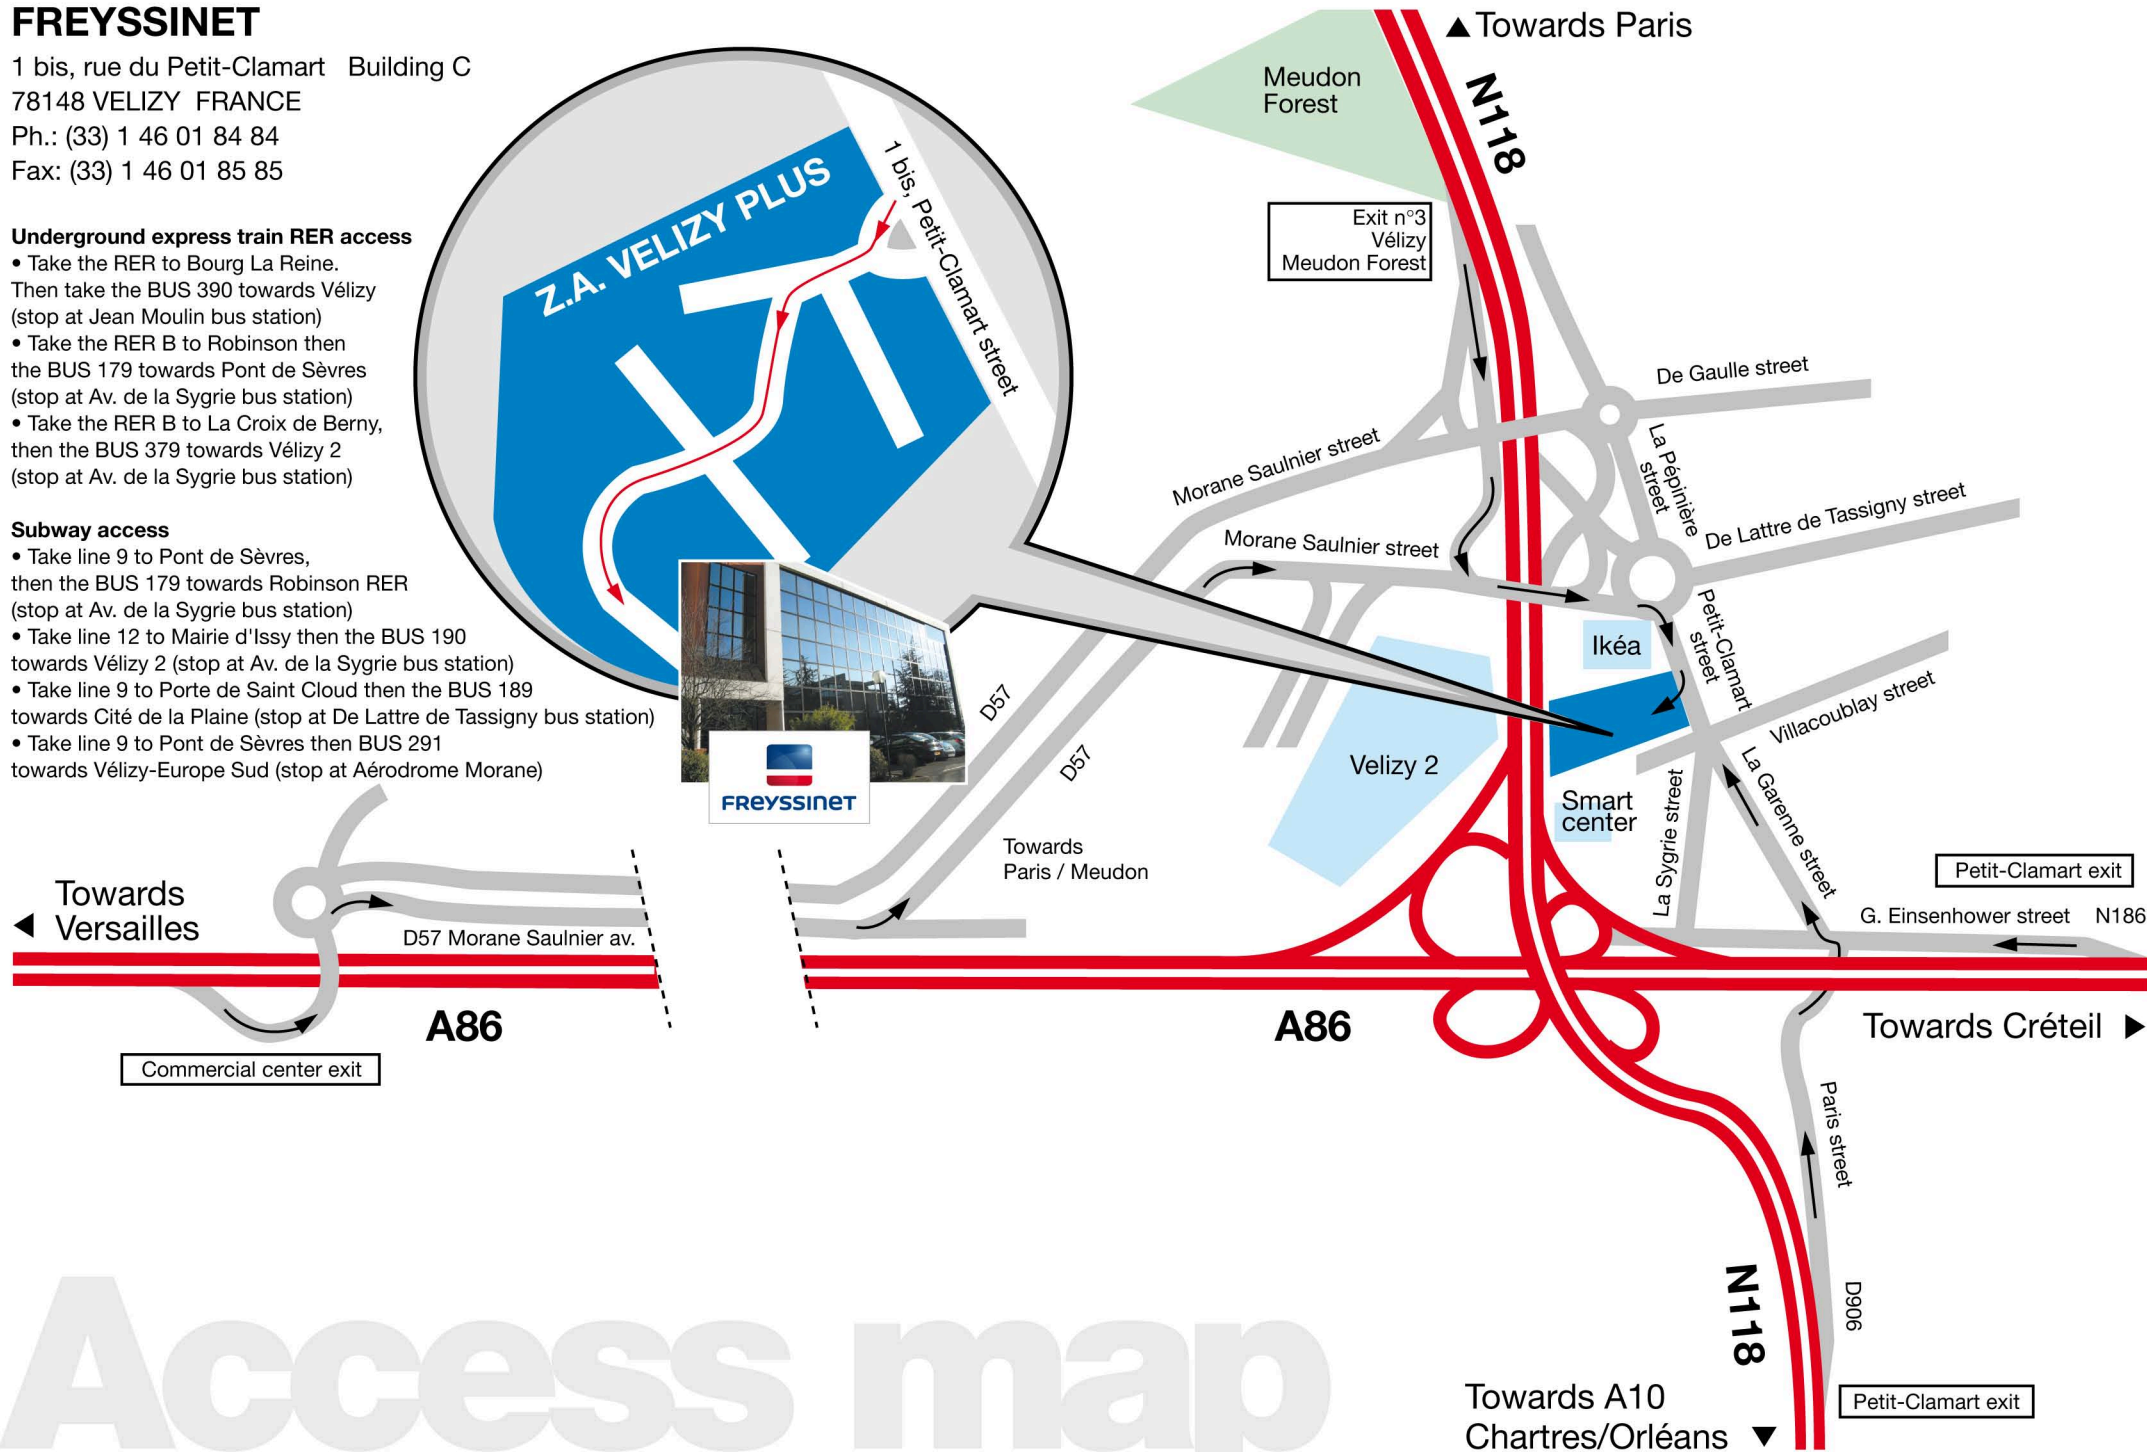 FREYSSINET
1 bis, rue du Petit-Clamart Building C
78148 VELIZY FRANCE
Ph.: (33) 1 46 01 84 84
Fax: (33) 1 46 01 85 85
Underground express train RER access
• Take the RER to Bourg La Reine.
Then take the BUS 390 towards Vélizy
(stop at Jean Moulin bus station)
• Take the RER B to Robinson then
the BUS 179 towards Pont de Sèvres
(stop at Av. de la Sygrie bus station)
• Take the RER B to La Croix de Berny,
then the BUS 379 towards Vélizy 2
(stop at Av. de la Sygrie bus station)
Subway access
• Take line 9 to Pont de Sèvres,
then the BUS 179 towards Robinson RER
(stop at Av. de la Sygrie bus station)
• Take line 12 to Mairie d'Issy then the BUS 190
towards Vélizy 2 (stop at Av. de la Sygrie bus station)
• Take line 9 to Porte de Saint Cloud then the BUS 189
towards Cité de la Plaine (stop at De Lattre de Tassigny bus station)
• Take line 9 to Pont de Sèvres then BUS 291
towards Vélizy-Europe Sud (stop at Aérodrome Morane)
Z.A. VELIZY PLUS
1 bis, Petit-Clamart street
FREYSSINET
Towards Paris
N118
Meudon
Forest
Exit n°3
Vélizy
Meudon Forest
De Gaulle street
La Pépinière
street
Morane Saulnier street
De Lattre de Tassigny street
Morane Saulnier street
Petit-Clamart
street
Ikéa
Villacoublay street
Velizy 2
D57
D57
Smart
center
La Sygrie street
La Garenne street
Towards
Paris / Meudon
Petit-Clamart exit
G. Einsenhower street N186
Towards
Versailles
D57 Morane Saulnier av.
A86
A86
Towards Créteil
Commercial center exit
Paris street
N118
D906
Petit-Clamart exit
Towards A10
Chartres/Orléans
Access map